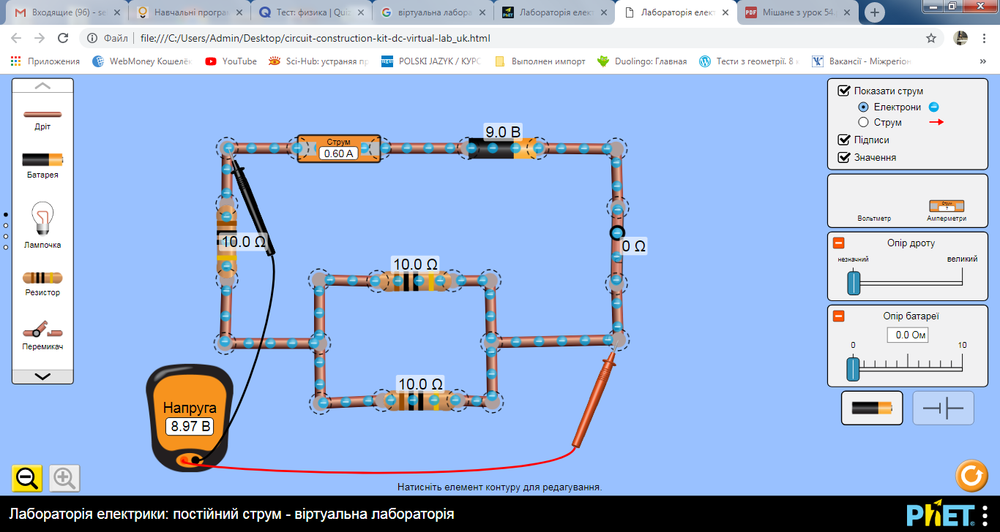 Входящие (96) - se
Навчальні програм
Тест: физика | Quiz
віртуальна лабора
Лабораторія елект
Лабораторія елект
PDF
Мішане з урок 54.
Файл
file:///C:/Users/Admin/Desktop/circuit-construction-kit-dc-virtual-lab_uk.html
Приложения
WebMoney Кошелёк
YouTube
Sci-Hub: устраняя пр
POLSKI JAZYK / КУРС
Выполнен импорт
Duolingo: Главная
Тести з геометрії. 8 к
Вакансії - Міжрегіон
»
Дріт
Батарея
Лампочка
Резистор
Перемикач
Струм
0.60 A
9.0 В
10.0 Ω
0 Ω
10.0 Ω
10.0 Ω
Напруга
8.97 В
Показати струм
Електрони
Струм
Підписи
Значення
Вольтметр
Струм
?
Амперметри
Опір дроту
незначний
великий
Опір батареї
0.0 Ом
0
10
Натисніть елемент контуру для редагування.
Лабораторія електрики: постійний струм - віртуальна лабораторія
PhET